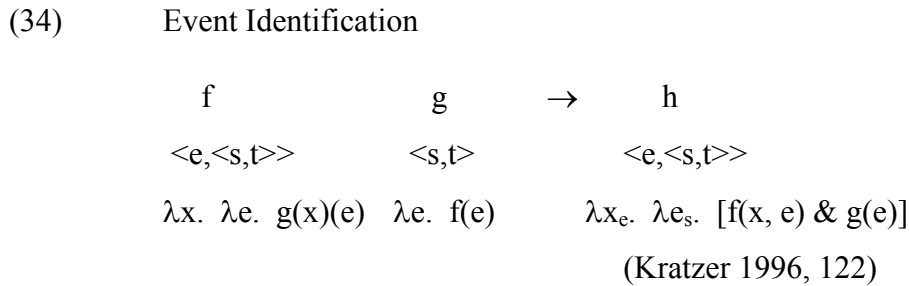 (34) Event Identification
f g → h
<e,<s,t>> <s,t> <e,<s,t>>
λx. λe. g(x)(e) λe. f(e) λxₑ. λeₛ. [f(x, e) & g(e)]
(Kratzer 1996, 122)